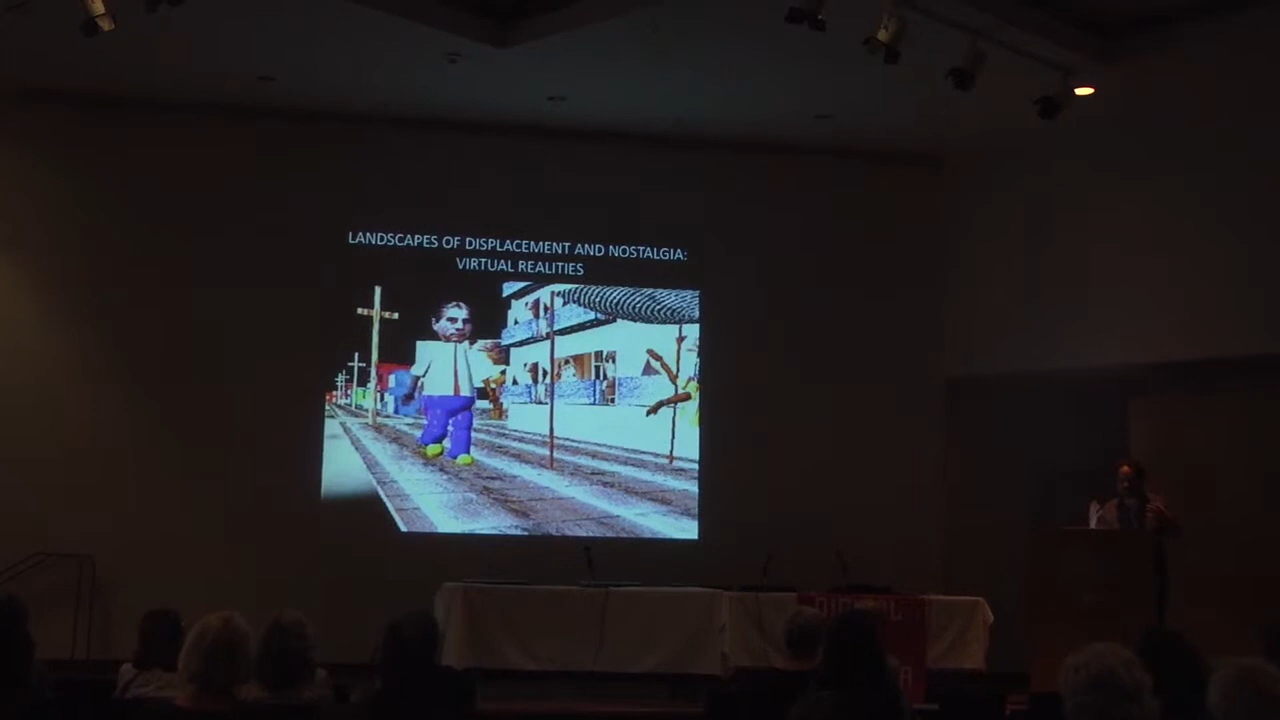 LANDSCAPES OF DISPLACEMENT AND NOSTALGIA:
VIRTUAL REALITIES